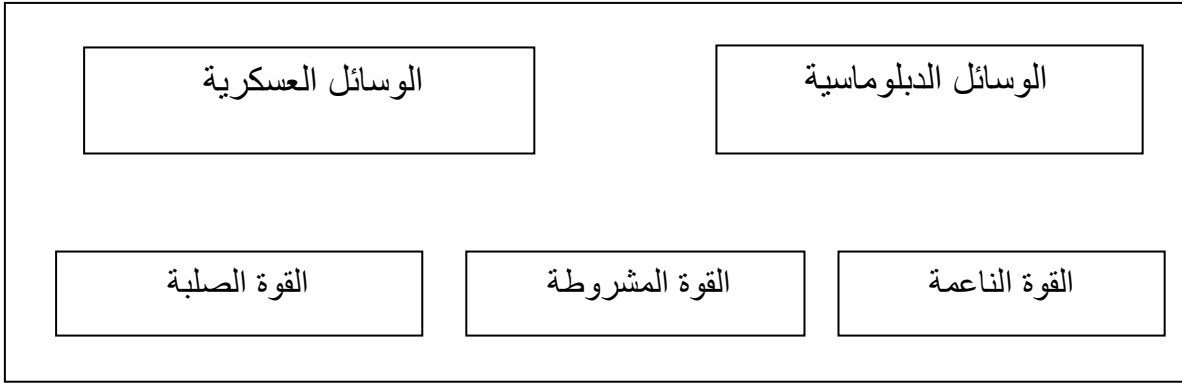 الوسائل الدبلوماسية
الوسائل العسكرية
القوة الناعمة
القوة المشروطة
القوة الصلبة